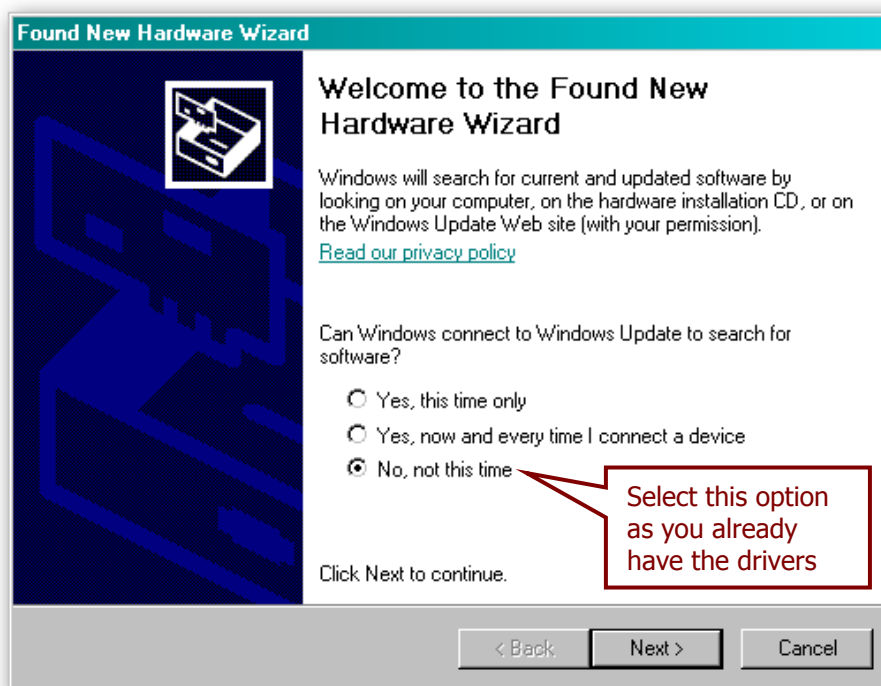 Found New Hardware Wizard
Welcome to the Found New
Hardware Wizard
Windows will search for current and updated software by
looking on your computer, on the hardware installation CD, or on
the Windows Update Web site (with your permission).
Read our privacy policy
Can Windows connect to Windows Update to search for
software?
Yes, this time only
Yes, now and every time I connect a device
No, not this time
Select this option
as you already
have the drivers
Click Next to continue.
< Back
Next >
Cancel